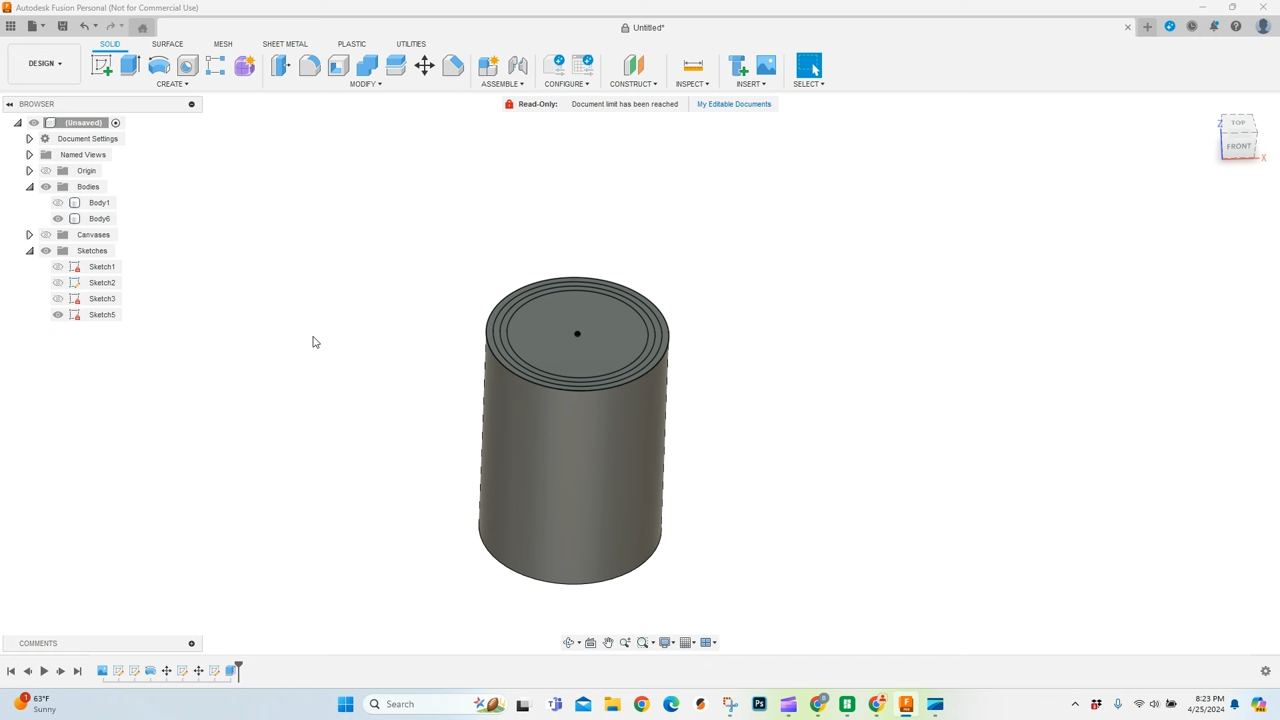 Autodesk Fusion Personal (Not for Commercial Use)
Untitled*
DESIGN
SOLID SURFACE MESH SHEET METAL PLASTIC UTILITIES
CREATE MODIFY ASSEMBLE CONFIGURE CONSTRUCT INSPECT INSERT SELECT
BROWSER
Read-Only: Document limit has been reached My Editable Documents
(Unsaved)
Document Settings
Named Views
Origin
Bodies
Body1
Body6
Canvases
Sketches
Sketch1
Sketch2
Sketch3
Sketch5
TOP
FRONT
Z
X
COMMENTS
1
63°F
Sunny
Search
8:23 PM
4/25/2024